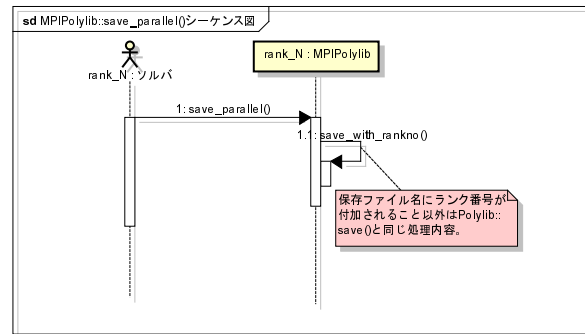 sd MPIPolylib::save_parallel()シーケンス図
rank_N : ソルバ
rank_N : MPIPolylib
1: save_parallel()
1.1: save_with_rankno()
保存ファイル名にランク番号が
付加されること以外はPolylib::
save()と同じ処理内容。